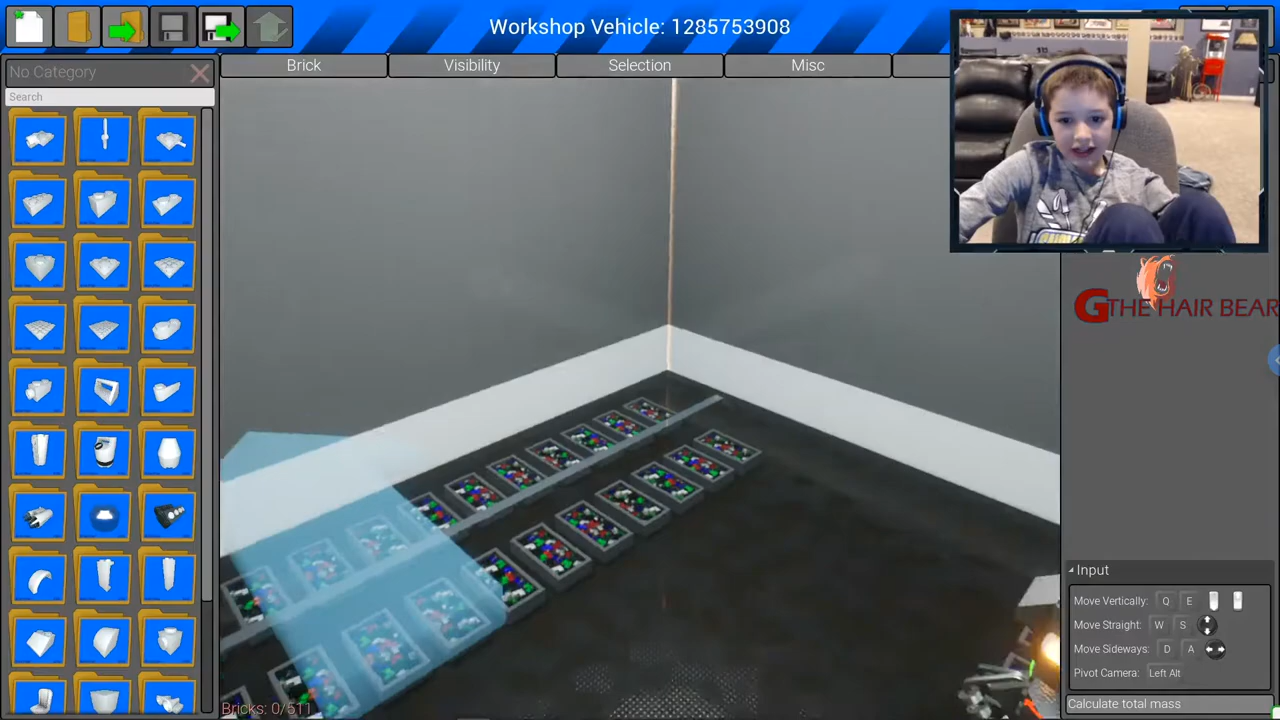 Workshop Vehicle: 1285753908
No Category
Search
Brick
Visibility
Selection
Misc
GTHE HAIR BEAR
Bricks: 0/511
Input
Move Vertically: Q E
Move Straight: W S
Move Sideways: D A
Pivot Camera: Left Alt
Calculate total mass